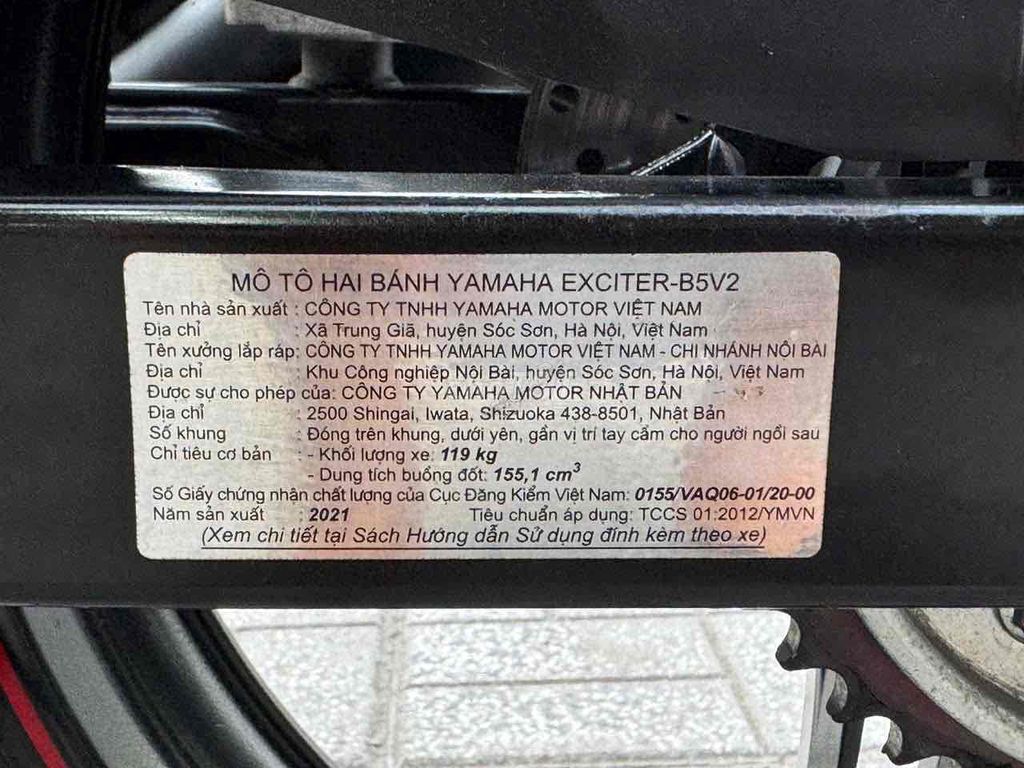 MÔ TÔ HAI BÁNH YAMAHA EXCITER-B5V2
Tên nhà sản xuất : CÔNG TY TNHH YAMAHA MOTOR VIỆT NAM
Địa chỉ : Xã Trung Giã, huyện Sóc Sơn, Hà Nội, Việt Nam
Tên xưởng lắp ráp: CÔNG TY TNHH YAMAHA MOTOR VIỆT NAM - CHI NHÁNH NỘI BÀI
Địa chỉ : Khu Công nghiệp Nội Bài, huyện Sóc Sơn, Hà Nội, Việt Nam
Được sự cho phép của: CÔNG TY YAMAHA MOTOR NHẬT BẢN
Địa chỉ : 2500 Shingai, Iwata, Shizuoka 438-8501, Nhật Bản
Số khung : Đóng trên khung, dưới yên, gần vị trí tay cầm cho người ngồi sau
Chỉ tiêu cơ bản : - Khối lượng xe: 119 kg
- Dung tích buồng đốt: 155,1 cm³
Số Giấy chứng nhận chất lượng của Cục Đăng Kiểm Việt Nam: 0155/VAQ06-01/20-00
Năm sản xuất : 2021 Tiêu chuẩn áp dụng: TCCS 01:2012/YMVN
(Xem chi tiết tại Sách Hướng dẫn Sử dụng đính kèm theo xe)